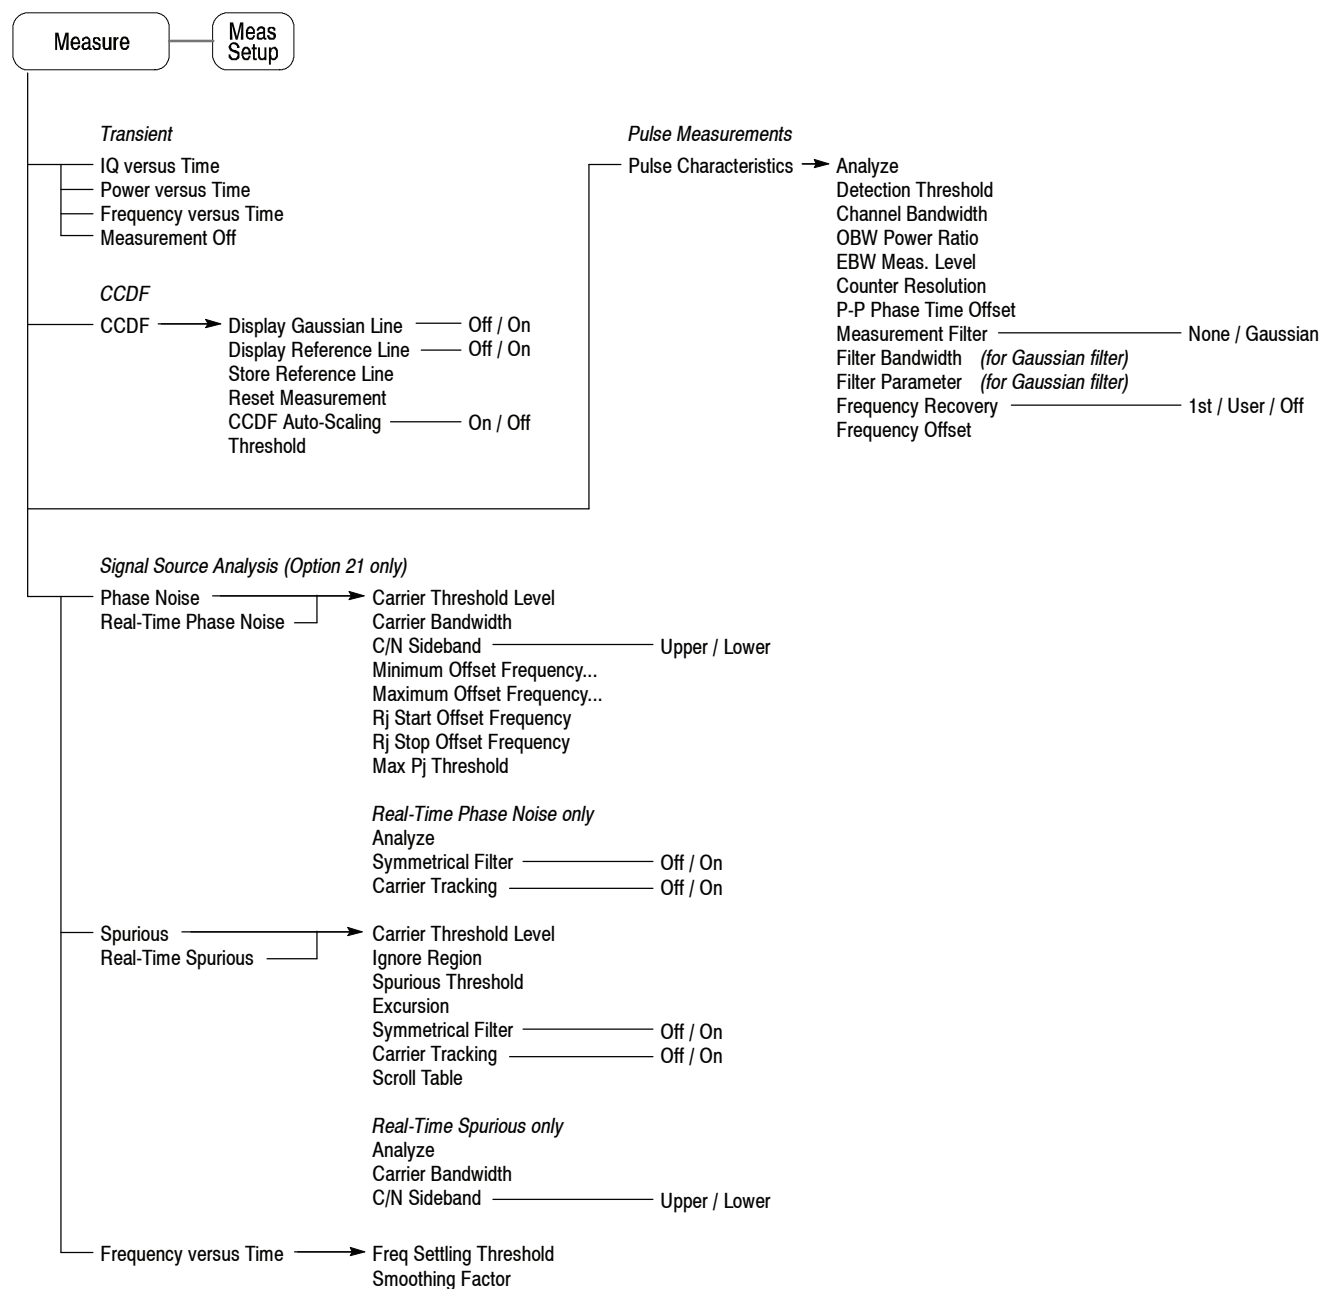 Measure
Meas
Setup
Transient
IQ versus Time
Power versus Time
Frequency versus Time
Measurement Off
CCDF
CCDF
Display Gaussian Line Off / On
Display Reference Line Off / On
Store Reference Line
Reset Measurement
CCDF Auto-Scaling On / Off
Threshold
Pulse Measurements
Pulse Characteristics
Analyze
Detection Threshold
Channel Bandwidth
OBW Power Ratio
EBW Meas. Level
Counter Resolution
P-P Phase Time Offset
Measurement Filter None / Gaussian
Filter Bandwidth (for Gaussian filter)
Filter Parameter (for Gaussian filter)
Frequency Recovery 1st / User / Off
Frequency Offset
Signal Source Analysis (Option 21 only)
Phase Noise
Real-Time Phase Noise
Carrier Threshold Level
Carrier Bandwidth
C/N Sideband Upper / Lower
Minimum Offset Frequency...
Maximum Offset Frequency...
Rj Start Offset Frequency
Rj Stop Offset Frequency
Max Pj Threshold
Real-Time Phase Noise only
Analyze
Symmetrical Filter Off / On
Carrier Tracking Off / On
Spurious
Real-Time Spurious
Carrier Threshold Level
Ignore Region
Spurious Threshold
Excursion
Symmetrical Filter Off / On
Carrier Tracking Off / On
Scroll Table
Real-Time Spurious only
Analyze
Carrier Bandwidth
C/N Sideband Upper / Lower
Frequency versus Time
Freq Settling Threshold
Smoothing Factor